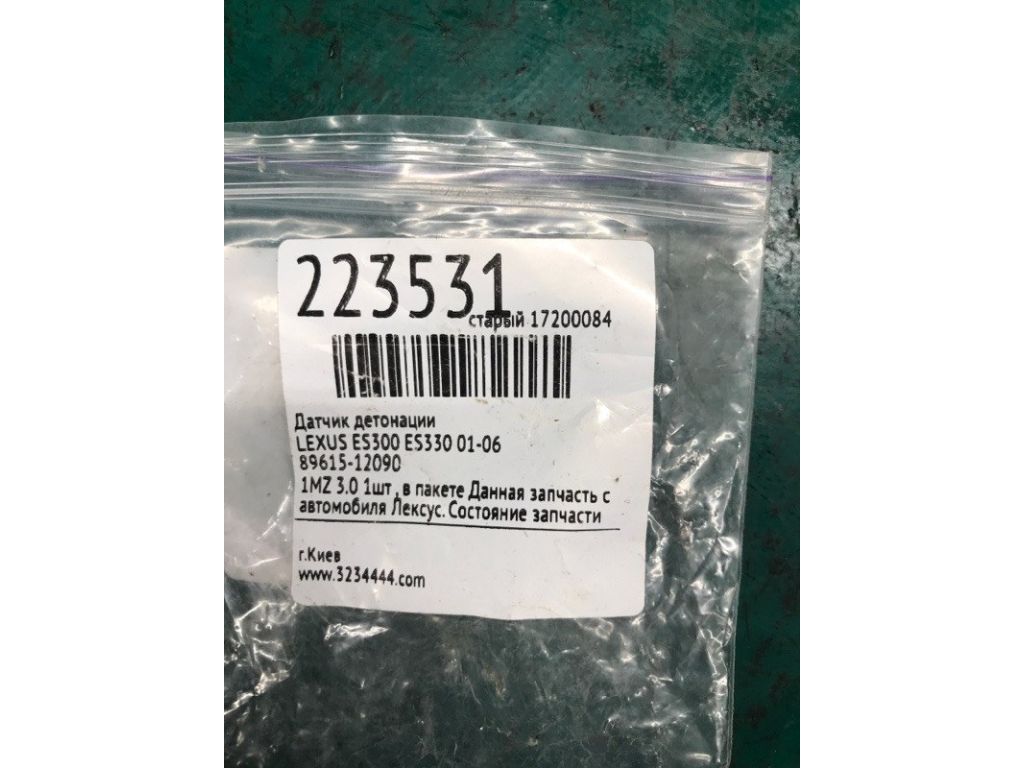 223531
старый 17200084
Датчик детонации
LEXUS ES300 ES330 01-06
89615-12090
1MZ 3.0 1шт , в пакете Данная запчасть с
автомобиля Лексус. Состояние запчасти
г.Киев
www.3234444.com